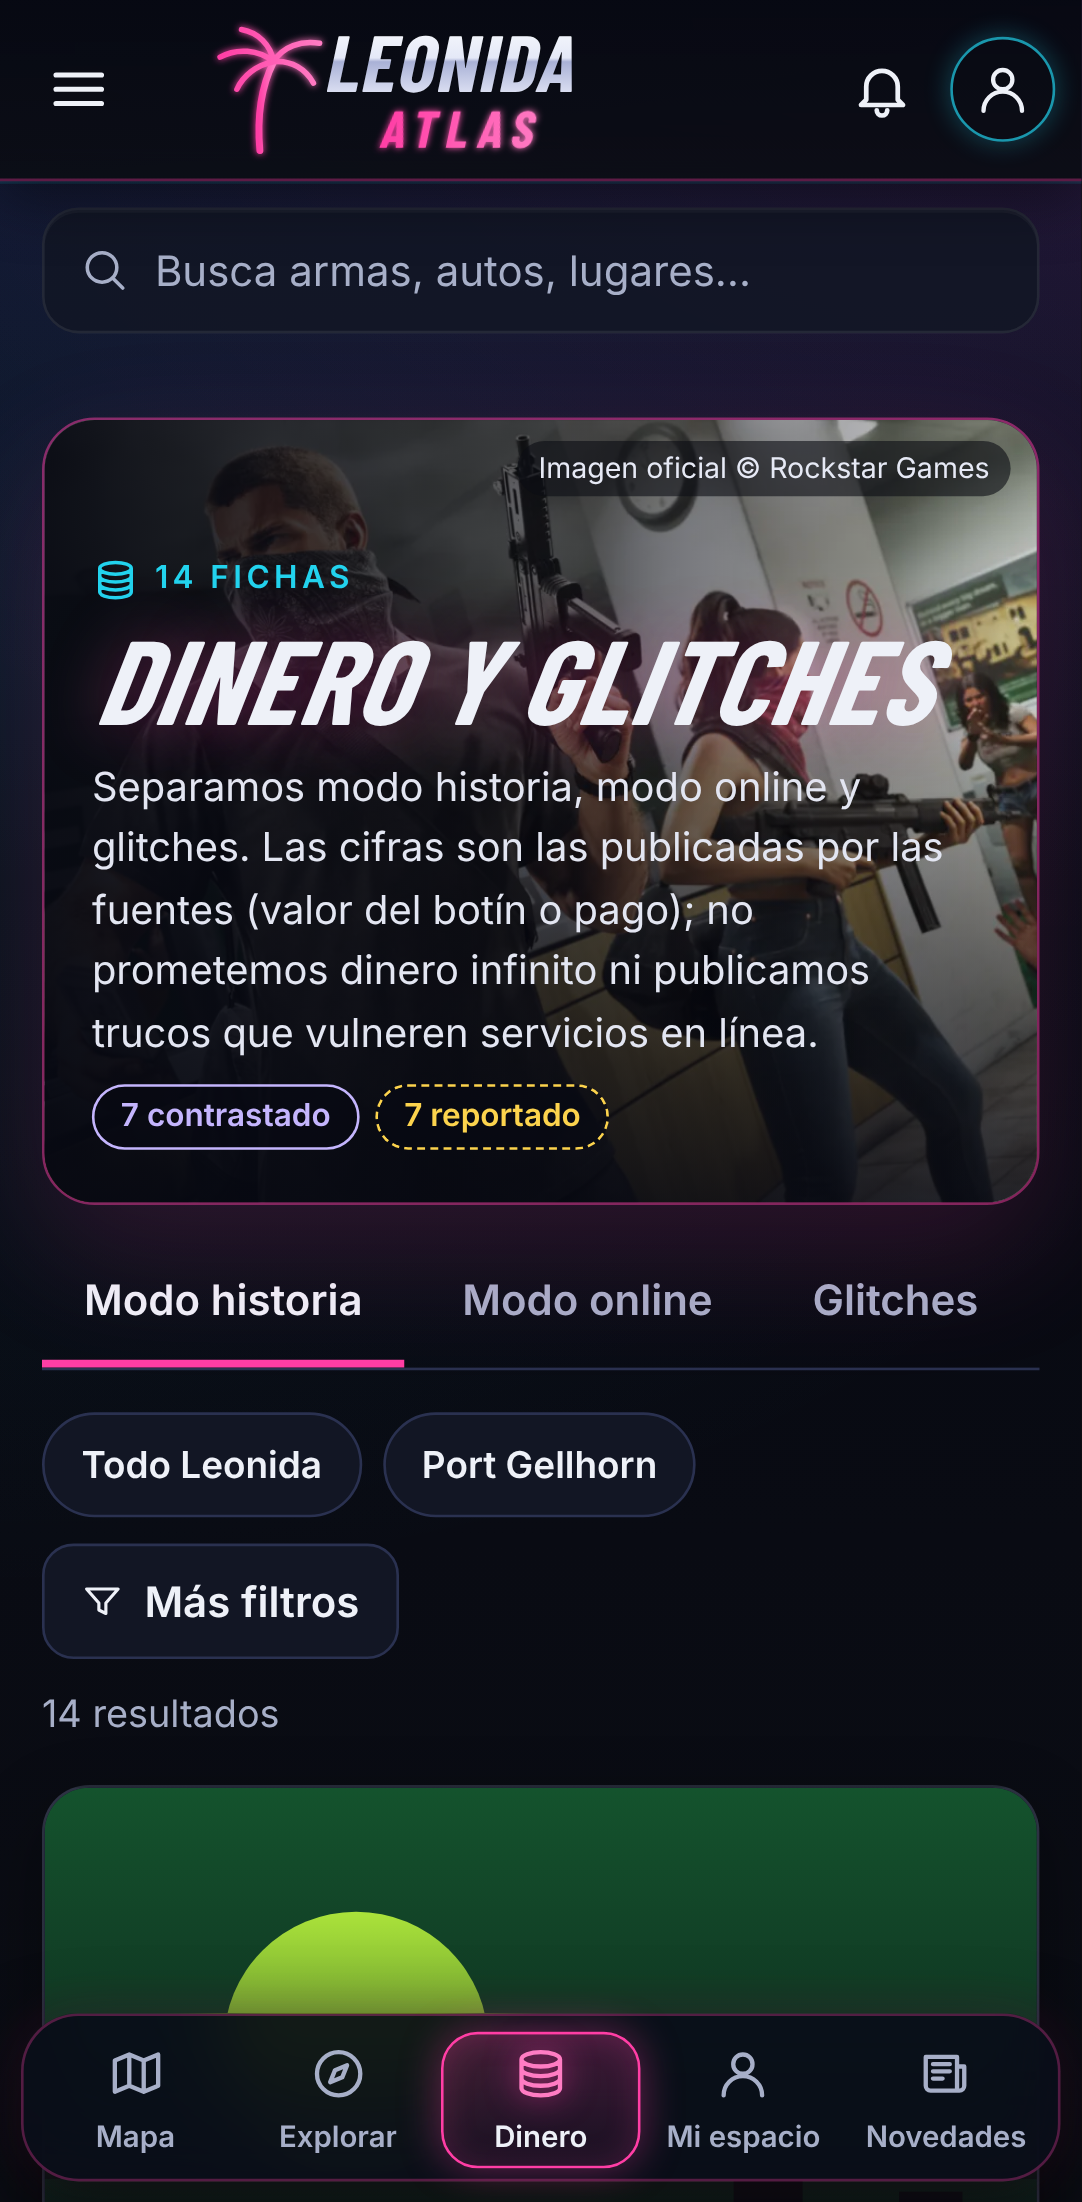 LEONIDA
ATLAS
Busca armas, autos, lugares...
Imagen oficial © Rockstar Games
14 FICHAS
DINERO Y GLITCHES
Separamos modo historia, modo online y
glitches. Las cifras son las publicadas por las
fuentes (valor del botín o pago); no
prometemos dinero infinito ni publicamos
trucos que vulneren servicios en línea.
7 contrastado
7 reportado
Modo historia
Modo online
Glitches
Todo Leonida
Port Gellhorn
Más filtros
14 resultados
Mapa
Explorar
Dinero
Mi espacio
Novedades